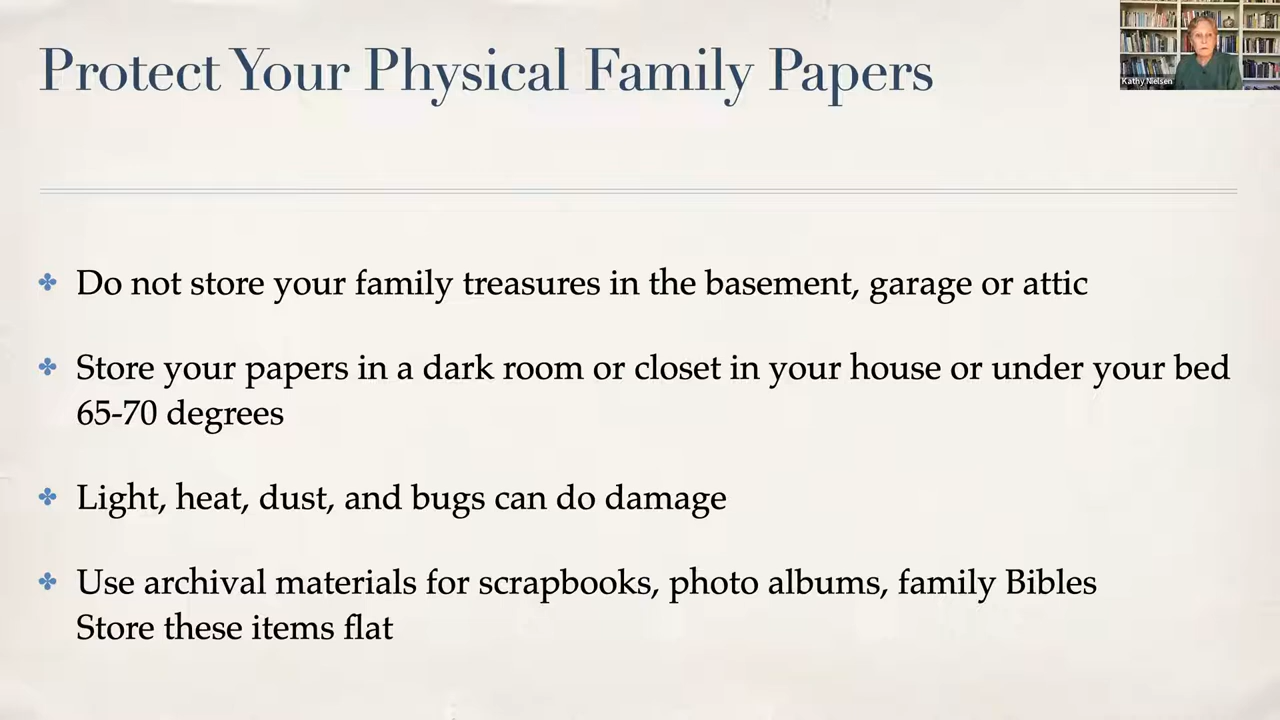 Protect Your Physical Family Papers
Kathy Nielsen
Do not store your family treasures in the basement, garage or attic
Store your papers in a dark room or closet in your house or under your bed
65-70 degrees
Light, heat, dust, and bugs can do damage
Use archival materials for scrapbooks, photo albums, family Bibles
Store these items flat